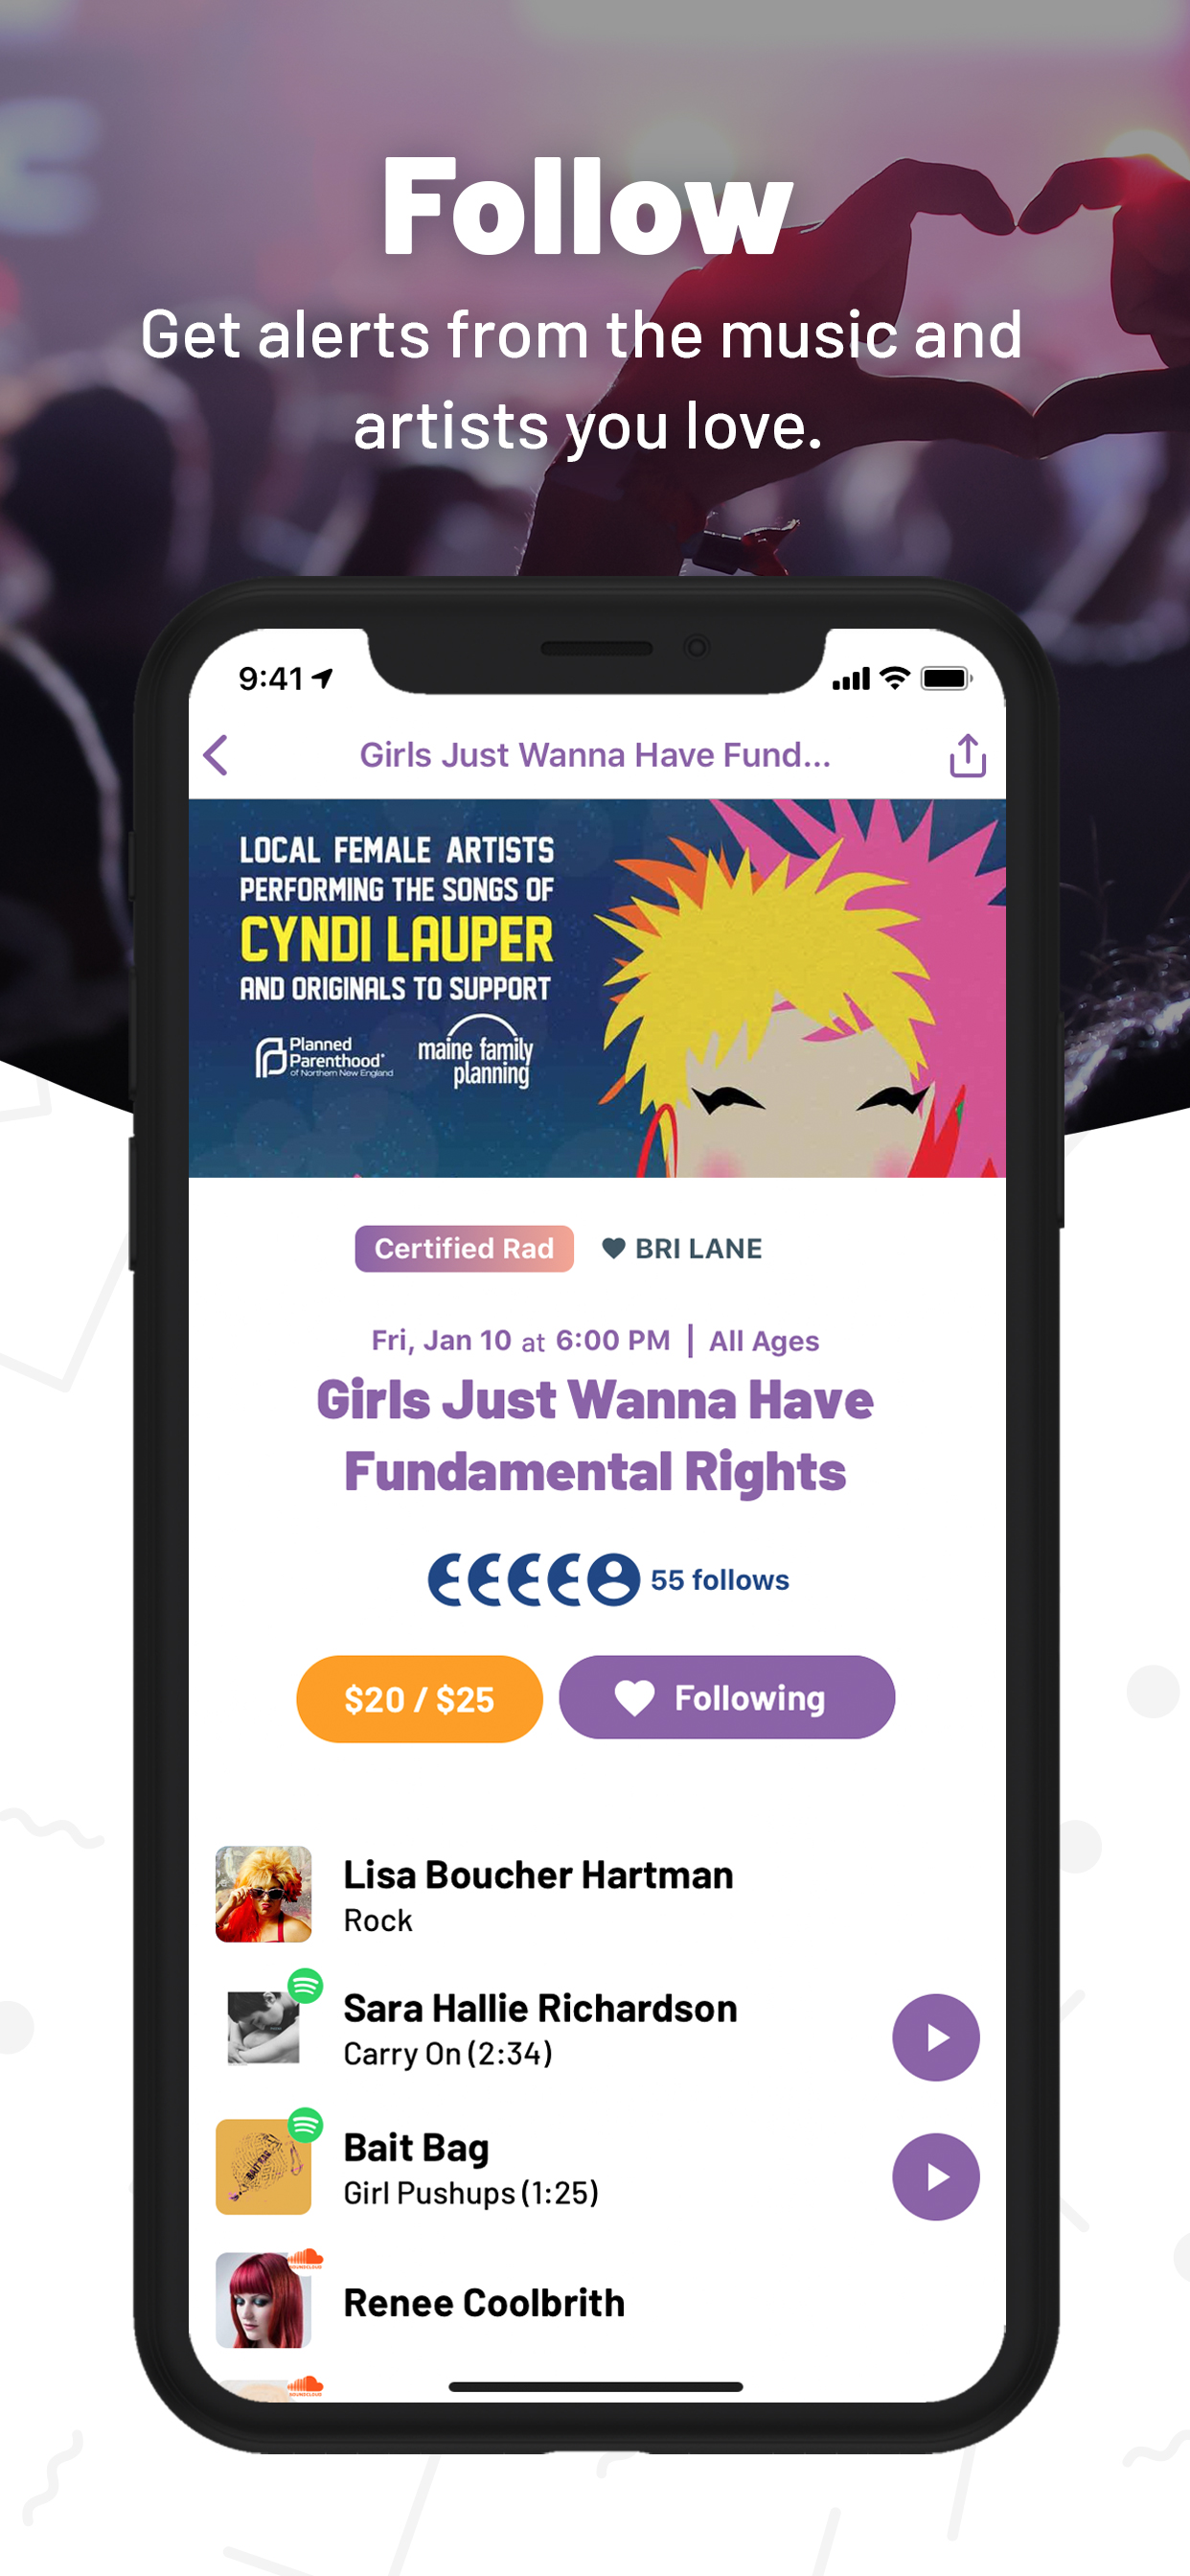 Follow
Get alerts from the music and
artists you love.
9:41
Girls Just Wanna Have Fund...
LOCAL FEMALE ARTISTS
PERFORMING THE SONGS OF
CYNDI LAUPER
AND ORIGINALS TO SUPPORT
Planned
Parenthood
of Northern New England
maine family
planning
Certified Rad
BRI LANE
Fri, Jan 10 at 6:00 PM | All Ages
Girls Just Wanna Have
Fundamental Rights
55 follows
$20 / $25
Following
Lisa Boucher Hartman
Rock
Sara Hallie Richardson
Carry On (2:34)
Bait Bag
Girl Pushups (1:25)
BAIT BAG
Renee Coolbrith